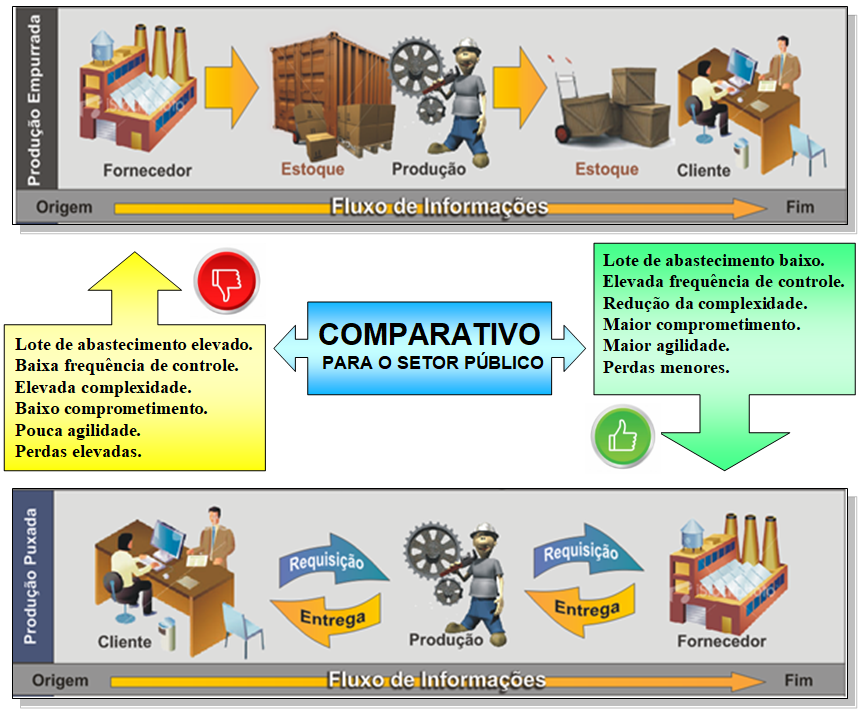 Produção Empurrada
Fornecedor
Estoque
Produção
Estoque
Cliente
Origem
Fluxo de Informações
Fim
Lote de abastecimento elevado.
Baixa frequência de controle.
Elevada complexidade.
Baixo comprometimento.
Pouca agilidade.
Perdas elevadas.
COMPARATIVO
PARA O SETOR PÚBLICO
Lote de abastecimento baixo.
Elevada frequência de controle.
Redução da complexidade.
Maior comprometimento.
Maior agilidade.
Perdas menores.
Produção Puxada
Cliente
Requisição
Entrega
Produção
Requisição
Entrega
Fornecedor
Origem
Fluxo de Informações
Fim